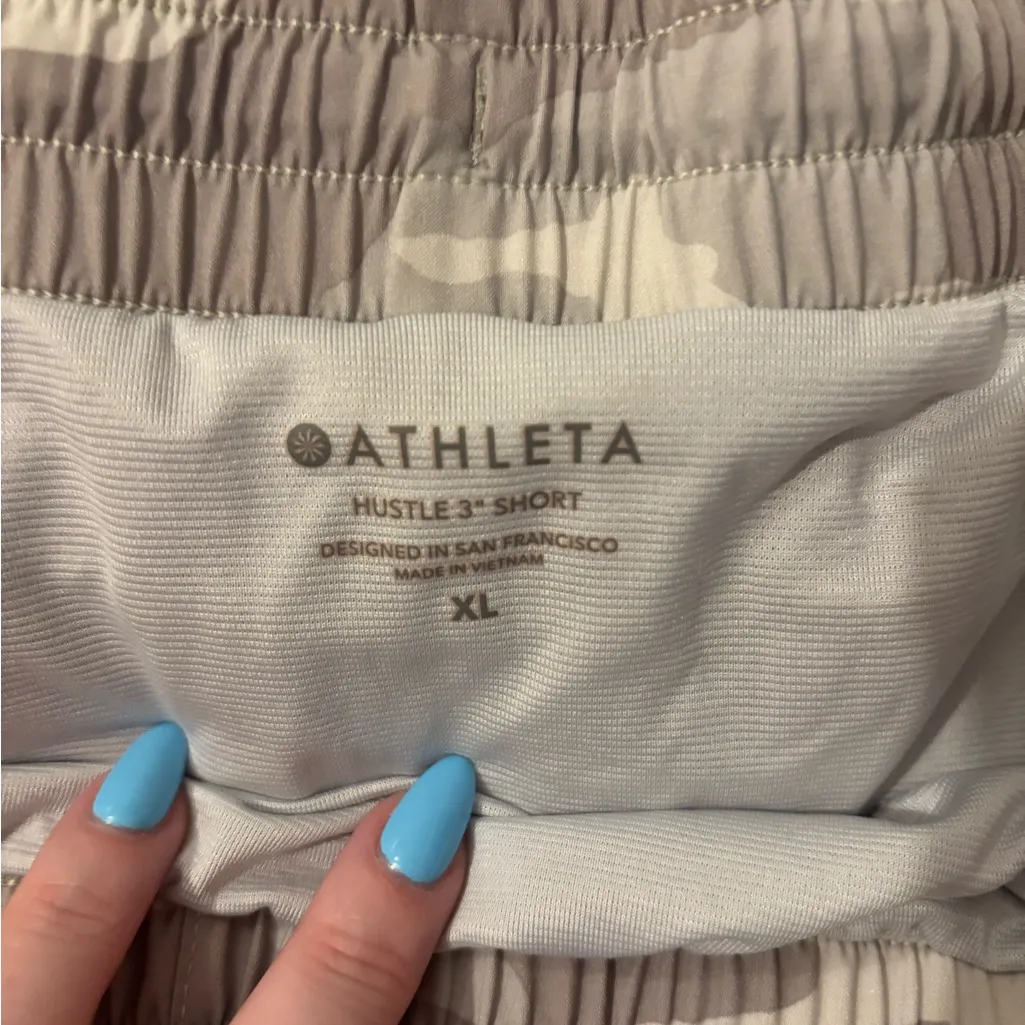 ATHLETA
HUSTLE 3" SHORT
DESIGNED IN SAN FRANCISCO
MADE IN VIETNAM
XL